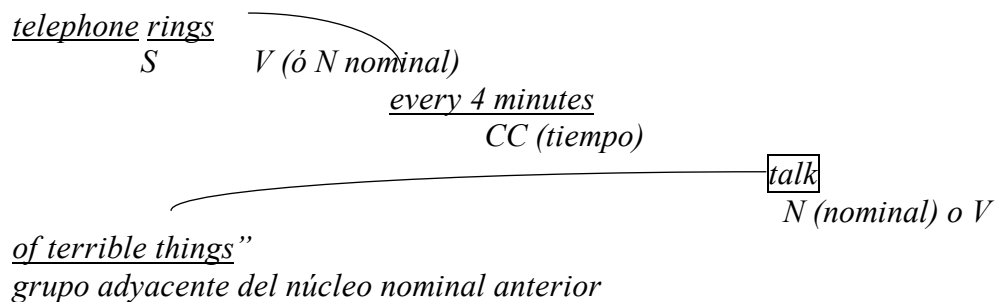 telephone rings
S V (ó N nominal)
every 4 minutes
CC (tiempo)
talk
N (nominal) o V
of terrible things”
grupo adyacente del núcleo nominal anterior